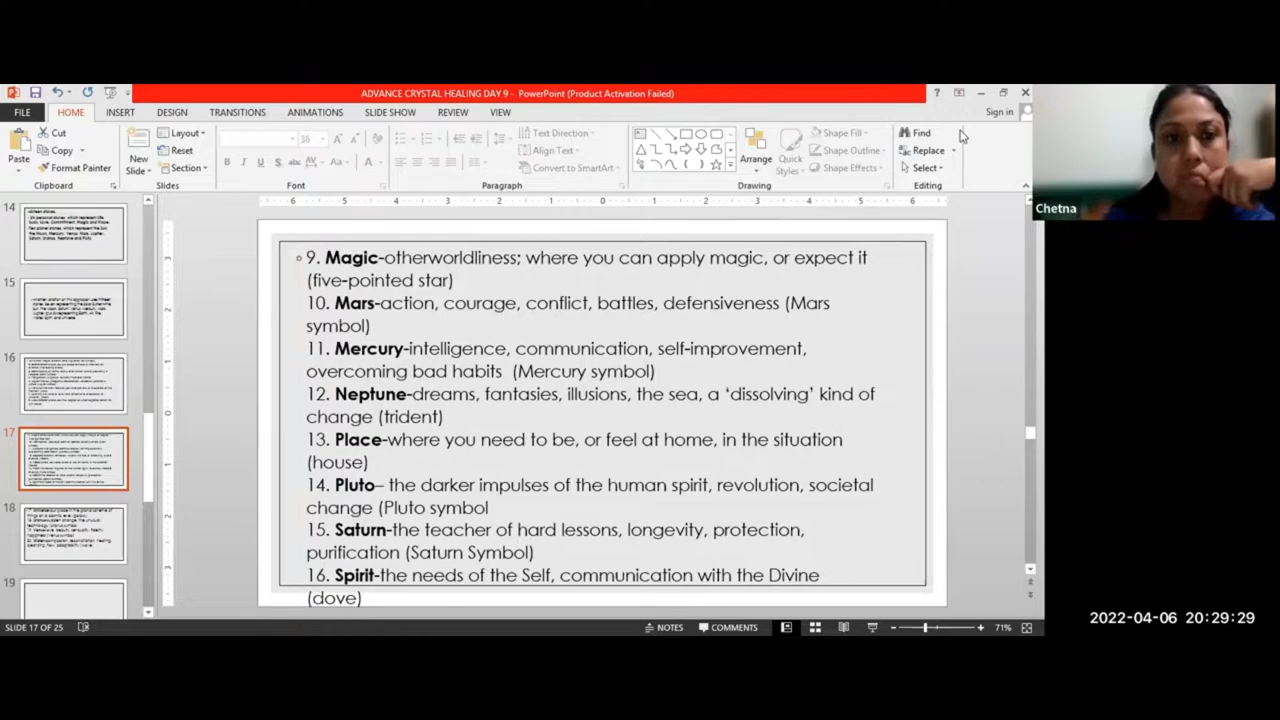 ADVANCE CRYSTAL HEALING DAY 9 - PowerPoint (Product Activation Failed)
FILE HOME INSERT DESIGN TRANSITIONS ANIMATIONS SLIDE SHOW REVIEW VIEW Sign in
Cut
Copy
Format Painter
Paste
Clipboard
New
Slide
Layout
Reset
Section
Slides
Font
Text Direction
Align Text
Convert to SmartArt
Paragraph
Arrange
Quick
Styles
Shape Fill
Shape Outline
Shape Effects
Drawing
Find
Replace
Select
Editing
Chetna
14
15
16
17
18
19
9. Magic-otherworldliness; where you can apply magic, or expect it
(five-pointed star)
10. Mars-action, courage, conflict, battles, defensiveness (Mars
symbol)
11. Mercury-intelligence, communication, self-improvement,
overcoming bad habits (Mercury symbol)
12. Neptune-dreams, fantasies, illusions, the sea, a ‘dissolving’ kind of
change (trident)
13. Place-where you need to be, or feel at home, in the situation
(house)
14. Pluto– the darker impulses of the human spirit, revolution, societal
change (Pluto symbol
15. Saturn-the teacher of hard lessons, longevity, protection,
purification (Saturn Symbol)
16. Spirit-the needs of the Self, communication with the Divine
(dove)
SLIDE 17 OF 25 NOTES COMMENTS 71%
2022-04-06 20:29:29